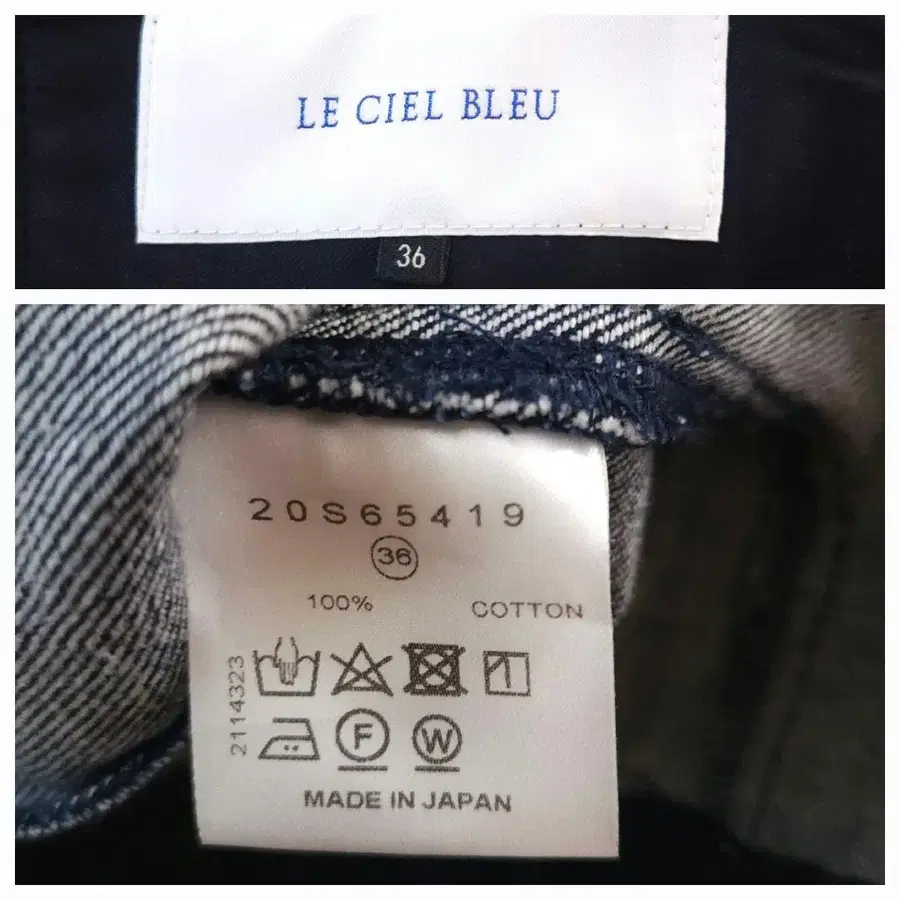 LE CIEL BLEU
36
20S65419
36
100% COTTON
2114323
F W
MADE IN JAPAN